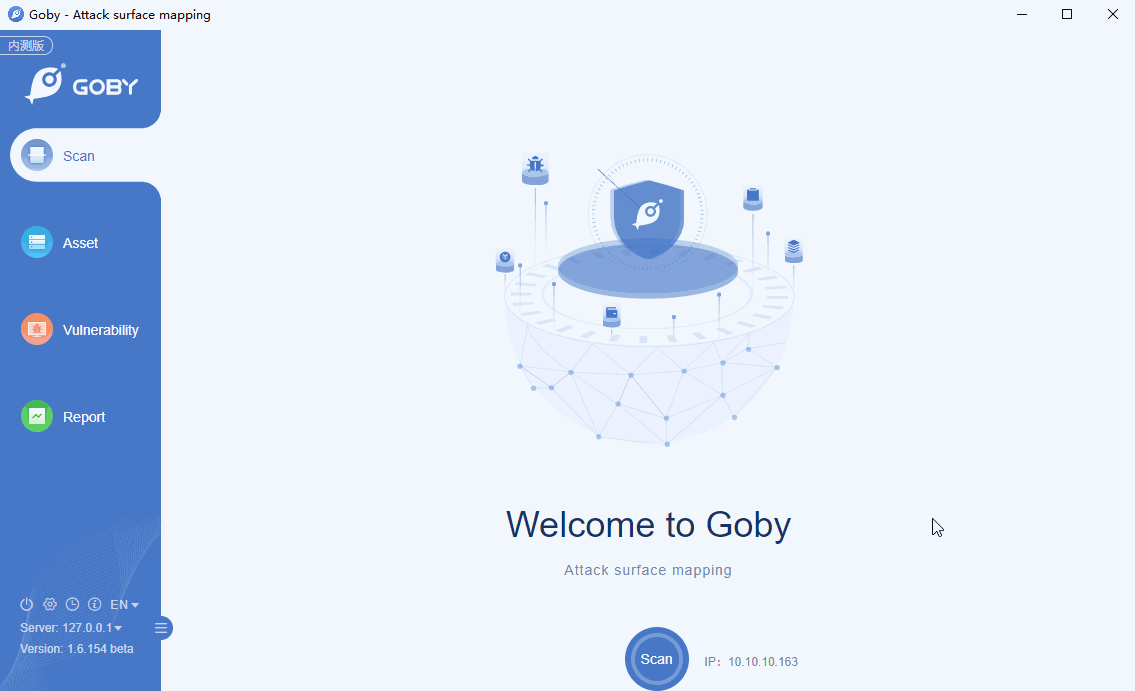 Goby - Attack surface mapping
内测版
GOBY
Scan
Asset
Vulnerability
Report
EN
Server: 127.0.0.1
Version: 1.6.154 beta
Welcome to Goby
Attack surface mapping
Scan
IP： 10.10.10.163